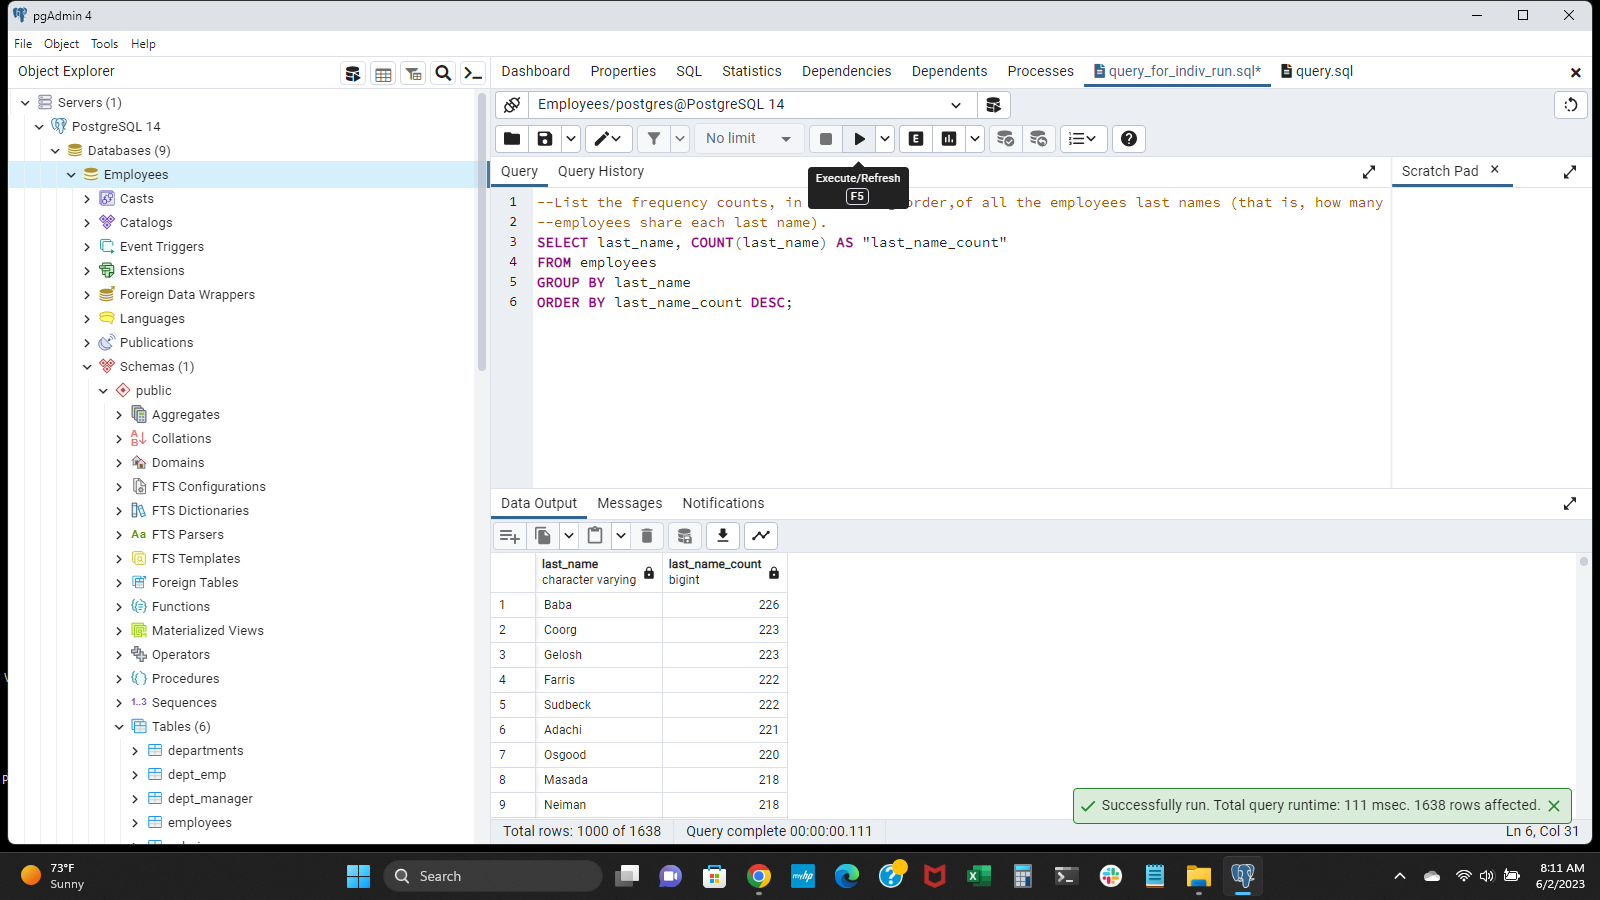 pgAdmin 4
File Object Tools Help
Object Explorer
Dashboard Properties SQL Statistics Dependencies Dependents Processes query_for_indiv_run.sql* query.sql
Servers (1)
PostgreSQL 14
Databases (9)
Employees
Casts
Catalogs
Event Triggers
Extensions
Foreign Data Wrappers
Languages
Publications
Schemas (1)
public
Aggregates
Collations
Domains
FTS Configurations
FTS Dictionaries
Aa FTS Parsers
FTS Templates
Foreign Tables
Functions
Materialized Views
Operators
Procedures
1..3 Sequences
Tables (6)
departments
dept_emp
dept_manager
employees
Employees/postgres@PostgreSQL 14
No limit
E
Execute/Refresh
F5
Query Query History
Scratch Pad
1 --List the frequency counts, in order,of all the employees last names (that is, how many
2 --employees share each last name).
3 SELECT last_name, COUNT(last_name) AS "last_name_count"
4 FROM employees
5 GROUP BY last_name
6 ORDER BY last_name_count DESC;
Data Output Messages Notifications
last_name last_name_count
character varying bigint
1 Baba 226
2 Coorg 223
3 Gelosh 223
4 Farris 222
5 Sudbeck 222
6 Adachi 221
7 Osgood 220
8 Masada 218
9 Neiman 218
Successfully run. Total query runtime: 111 msec. 1638 rows affected.
Total rows: 1000 of 1638 Query complete 00:00:00.111 Ln 6, Col 31
73°F
Sunny
Search
myhp
8:11 AM
6/2/2023